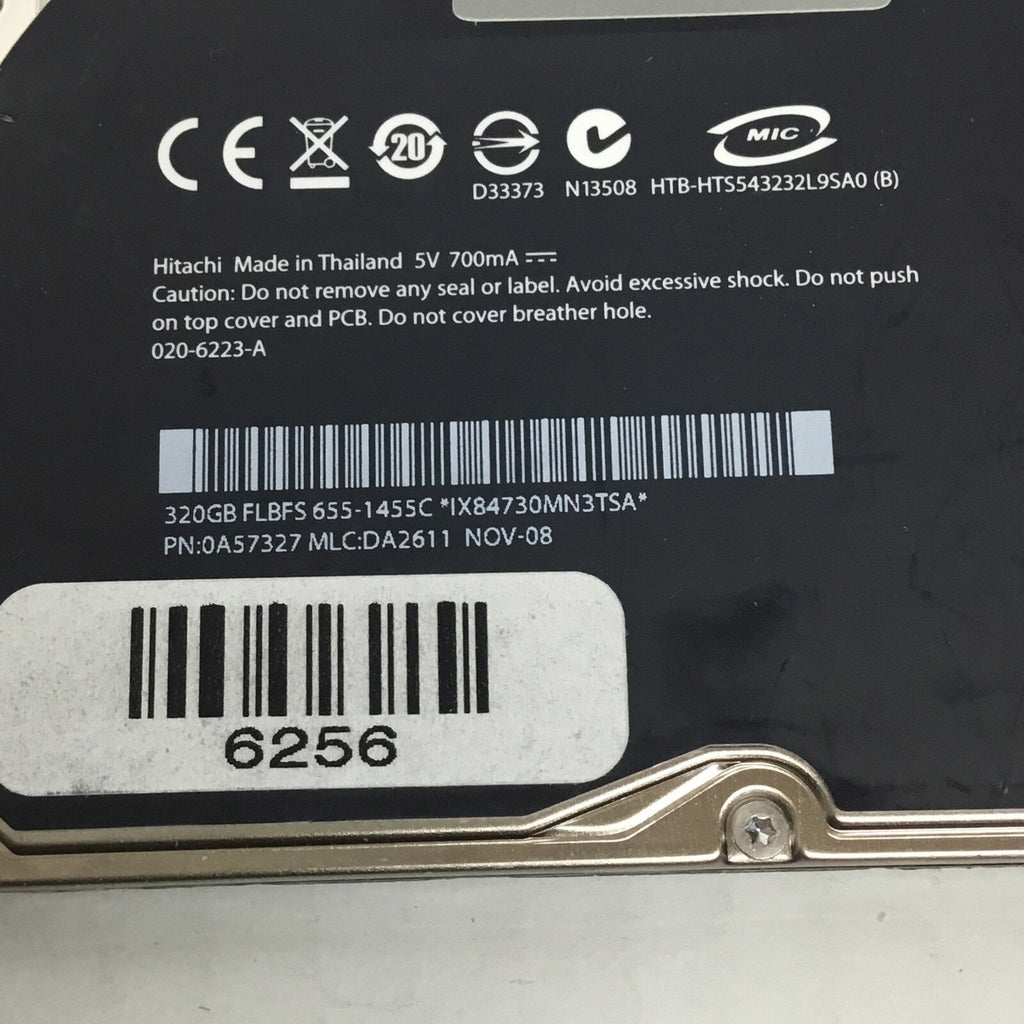 CE 20 MIC
D33373 N13508 HTB-HTS543232L9SA0 (B)
Hitachi Made in Thailand 5V 700mA
Caution: Do not remove any seal or label. Avoid excessive shock. Do not push
on top cover and PCB. Do not cover breather hole.
020-6223-A
320GB FLBFS 655-1455C *IX84730MN3TSA*
PN:0A57327 MLC:DA2611 NOV-08
6256